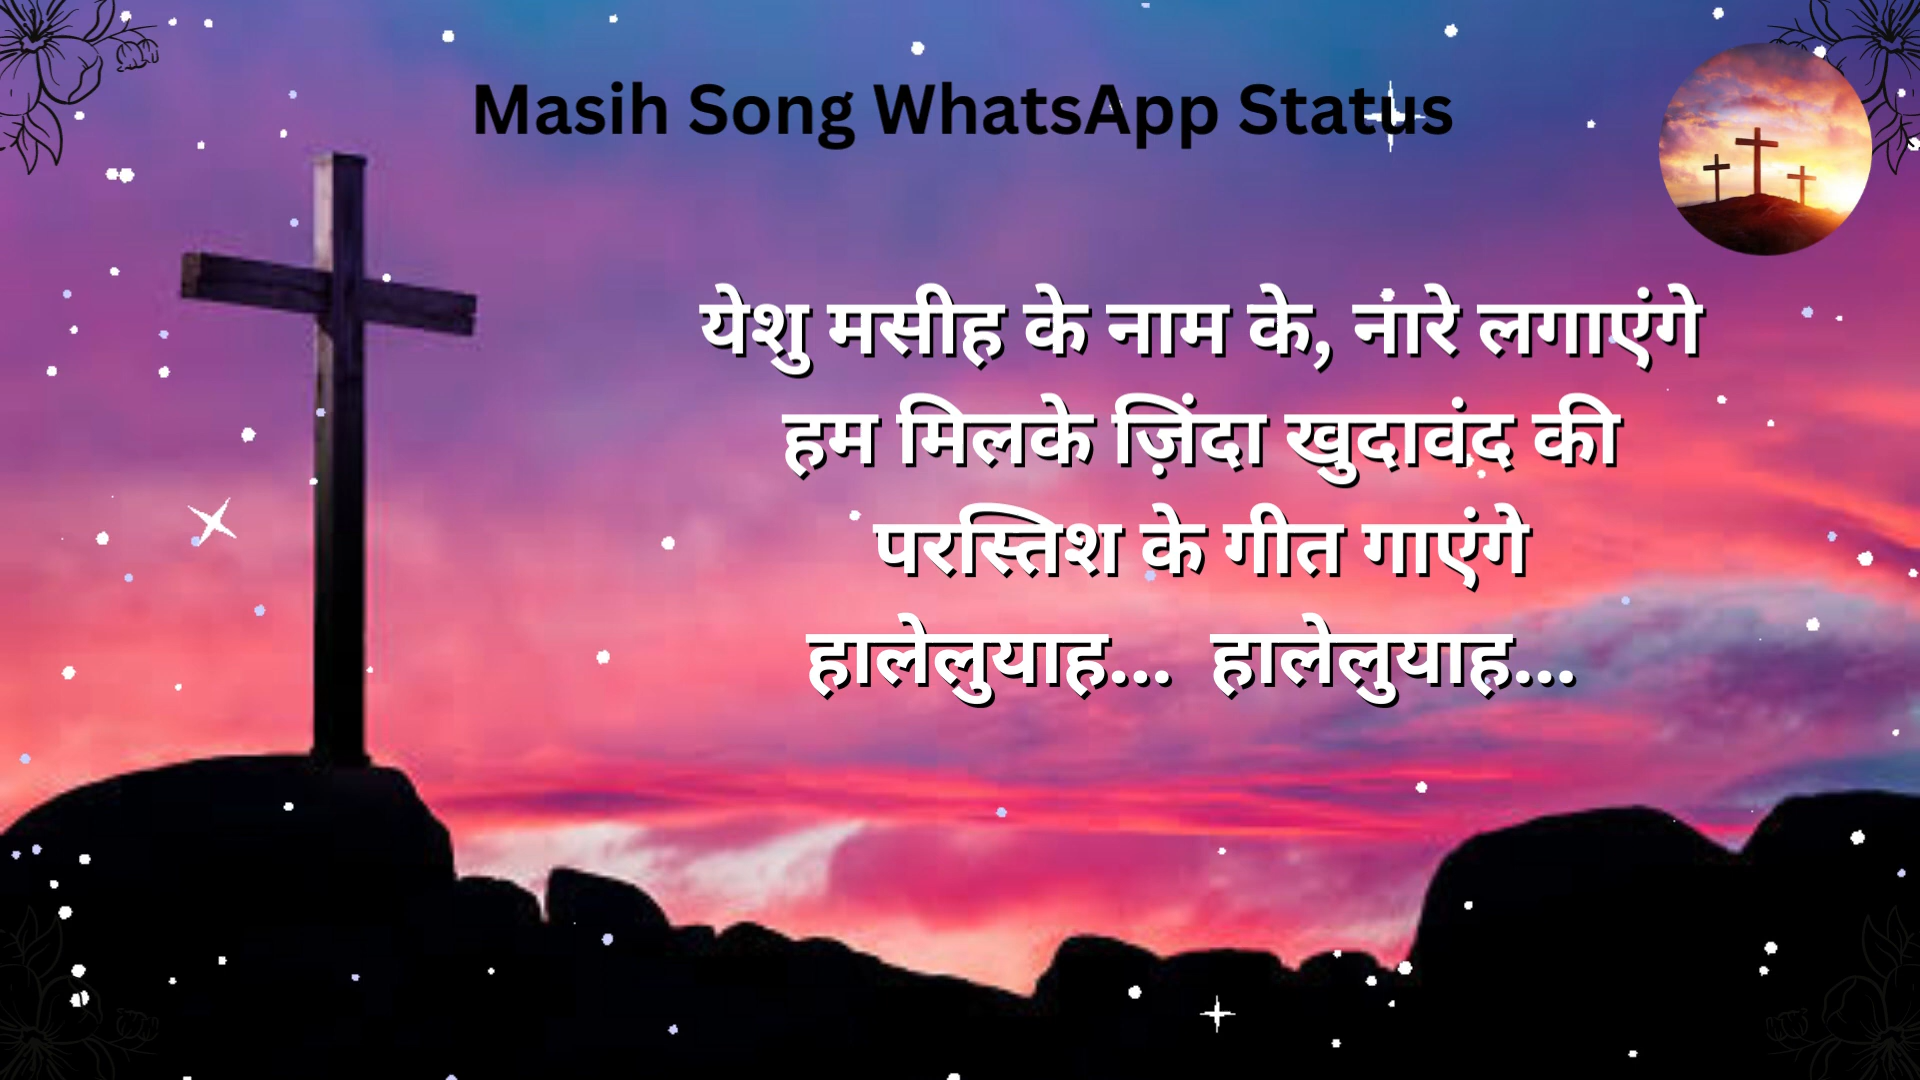 Masih Song WhatsApp Status
येशु मसीह के नाम के, नारे लगाएंगे
हम मिलके ज़िंदा खुदावंद की
परस्तिश के गीत गाएंगे
हालेलुयाह... हालेलुयाह...